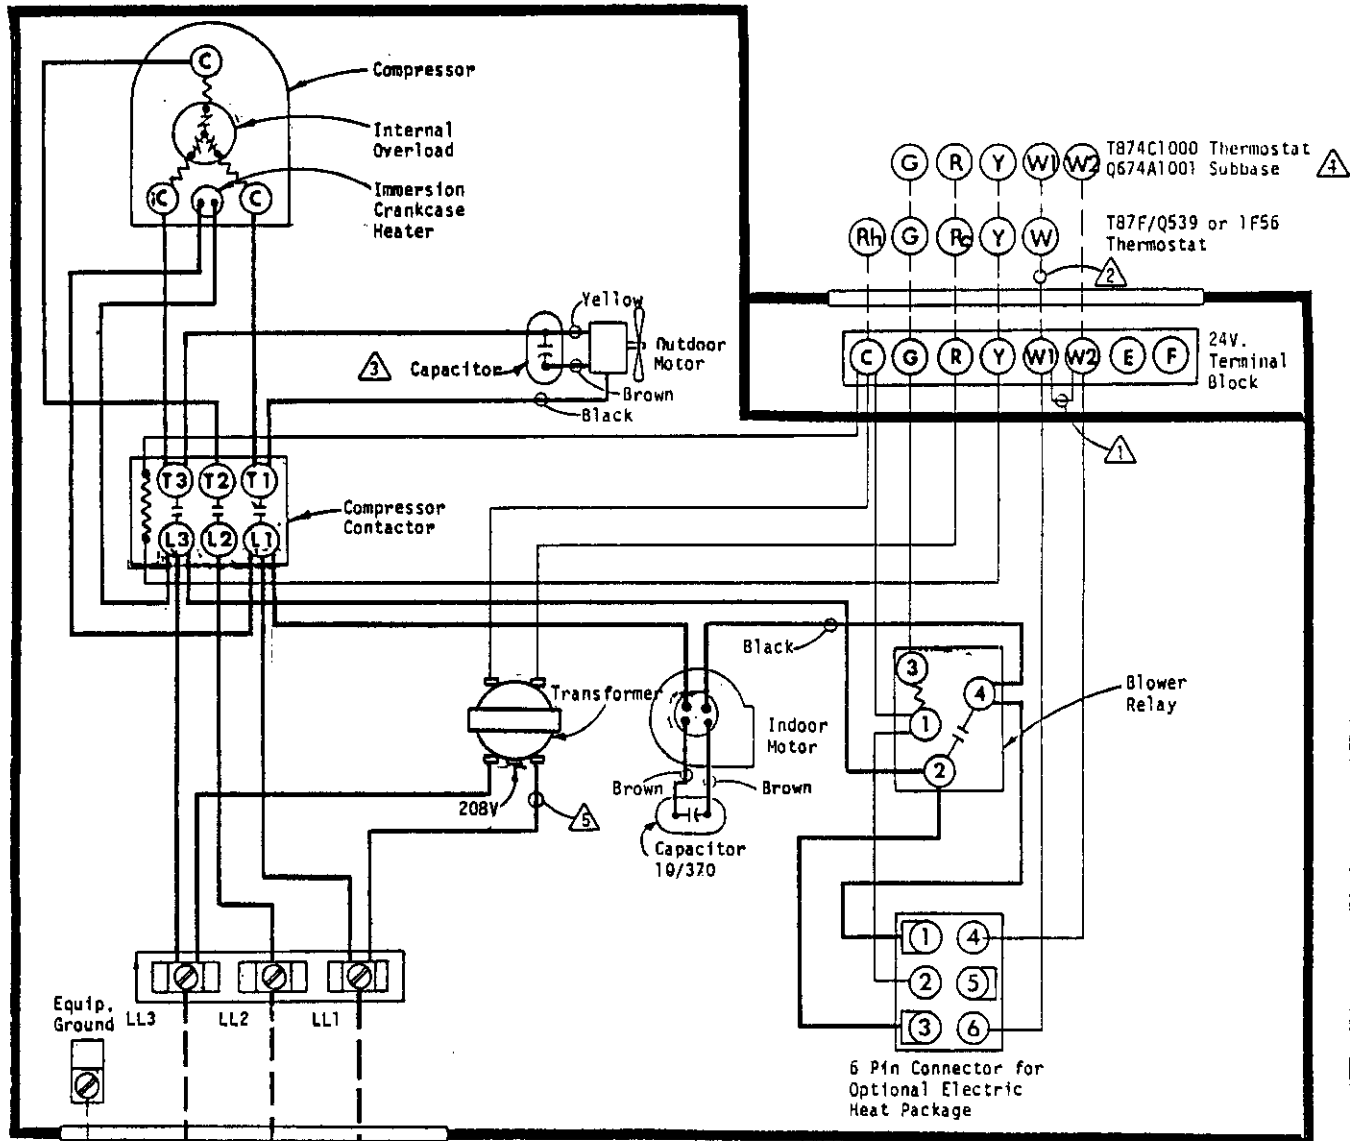 C
Compressor
Internal
Overload
Immersion
Crankcase
Heater
C
C
T874C1000 Thermostat
Q674A1001 Subbase
4
G R Y W1 W2
T87F/Q539 or 1F56
Thermostat
Rh G Rc Y W
2
24V.
Terminal
Block
C G R Y W1 W2 E F
1
Yellow
Outdoor
Motor
3
Capacitor
Brown
Black
T3 T2 T1
Compressor
Contactor
L3 L2 L1
Black
Transformer
Indoor
Motor
3
4
1
2
Blower
Relay
Brown
Brown
208V
5
Capacitor
10/370
1 4
2 5
3 6
6 Pin Connector for
Optional Electric
Heat Package
Equip.
Ground
LL3 LL2 LL1